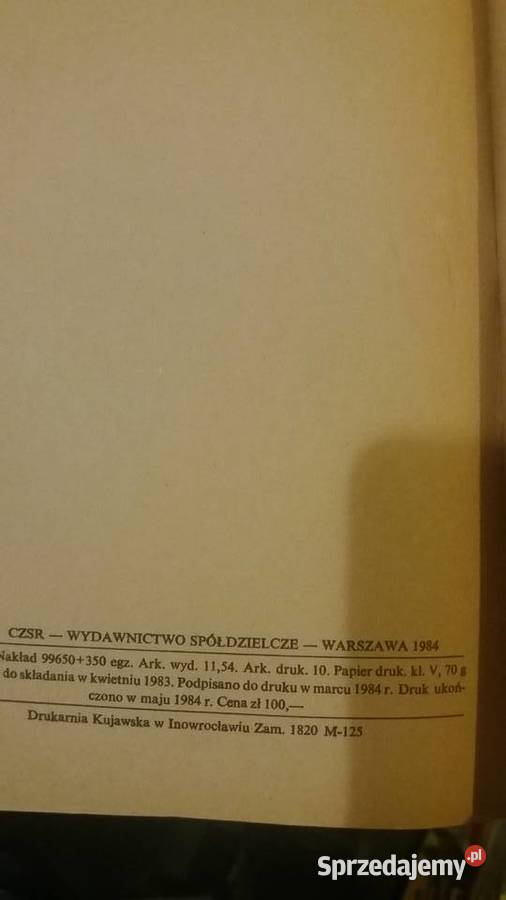 CZSR — WYDAWNICTWO SPÓŁDZIELCZE — WARSZAWA 1984
Nakład 99650+350 egz. Ark. wyd. 11,54. Ark. druk. 10. Papier druk. kl. V, 70 g
do składania w kwietniu 1983. Podpisano do druku w marcu 1984 r. Druk ukoń-
czono w maju 1984 r. Cena zł 100,—
Drukarnia Kujawska w Inowrocławiu Zam. 1820 M-125
Sprzedajemy.pl